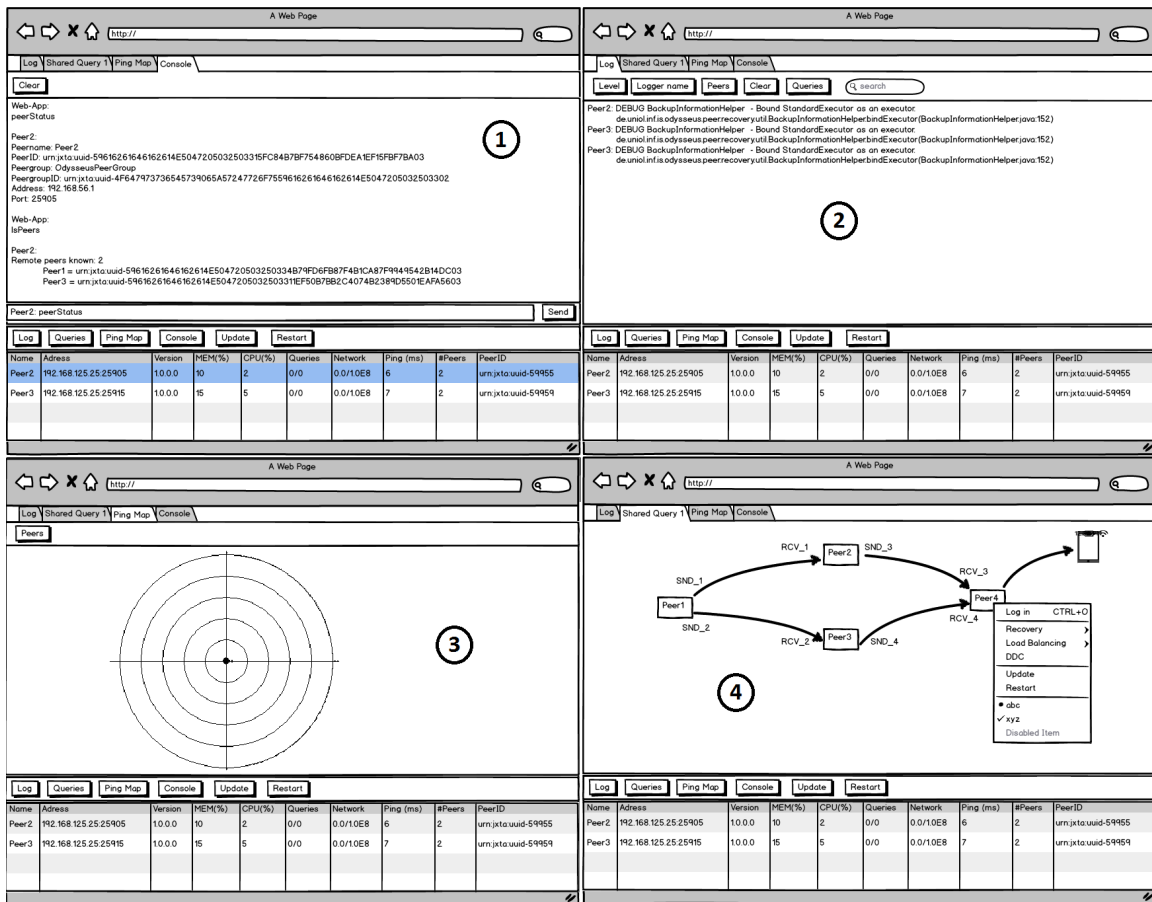 A Web Page
http://
Log Shared Query 1 Ping Map Console
Clear
Web-App:
peerStatus
Peer2:
Peername: Peer2
PeerID: urn:jxta:uuid-59616261646162614E5047205032503315FC84B7BF754860BFDEA1EF15FBF7BA03
Peergroup: OdysseusPeerGroup
PeergroupID: urn:jxta:uuid-4F64797373654573906​5A57247726F75596162616461626​14E504720503250​3302
Address: 192.168.56.1
Port: 25905
Web-App:
lsPeers
Peer2:
Remote peers known: 2
Peer1 = urn:jxta:uuid-59616261646162614E504720503250334B79FD6FB87F4B1CA87F9949542B14DC03
Peer3 = urn:jxta:uuid-59616261646162614E5047205032503311EF50B7BB2C4074B2389D5501EAFA5603
Peer2: peerStatus Send
1
Log Queries Ping Map Console Update Restart
Name Adress Version MEM(%) CPU(%) Queries Network Ping (ms) #Peers PeerID
Peer2 192.168.125.25:25905 1.0.0.0 10 2 0/0 0.0/1.0E8 6 2 urn:jxta:uuid-59955
Peer3 192.168.125.25:25915 1.0.0.0 15 5 0/0 0.0/1.0E8 7 2 urn:jxta:uuid-59959
A Web Page
http://
Log Shared Query 1 Ping Map Console
Level Logger name Peers Clear Queries search
Peer2: DEBUG BackupInformationHelper - Bound StandardExecutor as an executor.
de.uniol.inf.is.odysseus.peer.recovery.util.BackupInformationHelper.bindExecutor(BackupInformationHelper.java:152)
Peer3: DEBUG BackupInformationHelper - Bound StandardExecutor as an executor.
de.uniol.inf.is.odysseus.peer.recovery.util.BackupInformationHelper.bindExecutor(BackupInformationHelper.java:152)
Peer3: DEBUG BackupInformationHelper - Bound StandardExecutor as an executor.
de.uniol.inf.is.odysseus.peer.recovery.util.BackupInformationHelper.bindExecutor(BackupInformationHelper.java:152)
2
Log Queries Ping Map Console Update Restart
Name Adress Version MEM(%) CPU(%) Queries Network Ping (ms) #Peers PeerID
Peer2 192.168.125.25:25905 1.0.0.0 10 2 0/0 0.0/1.0E8 6 2 urn:jxta:uuid-59955
Peer3 192.168.125.25:25915 1.0.0.0 15 5 0/0 0.0/1.0E8 7 2 urn:jxta:uuid-59959
A Web Page
http://
Log Shared Query 1 Ping Map Console
Peers
3
Log Queries Ping Map Console Update Restart
Name Adress Version MEM(%) CPU(%) Queries Network Ping (ms) #Peers PeerID
Peer2 192.168.125.25:25905 1.0.0.0 10 2 0/0 0.0/1.0E8 6 2 urn:jxta:uuid-59955
Peer3 192.168.125.25:25915 1.0.0.0 15 5 0/0 0.0/1.0E8 7 2 urn:jxta:uuid-59959
A Web Page
http://
Log Shared Query 1 Ping Map Console
RCV_1 Peer2 SND_3
SND_1 RCV_3
Peer1 Peer4
SND_2 RCV_4
RCV_2 Peer3 SND_4
Log in CTRL+O
Recovery
Load Balancing
DDC
Update
Restart
abc
xyz
Disabled Item
4
Log Queries Ping Map Console Update Restart
Name Adress Version MEM(%) CPU(%) Queries Network Ping (ms) #Peers PeerID
Peer2 192.168.125.25:25905 1.0.0.0 10 2 0/0 0.0/1.0E8 6 2 urn:jxta:uuid-59955
Peer3 192.168.125.25:25915 1.0.0.0 15 5 0/0 0.0/1.0E8 7 2 urn:jxta:uuid-59959